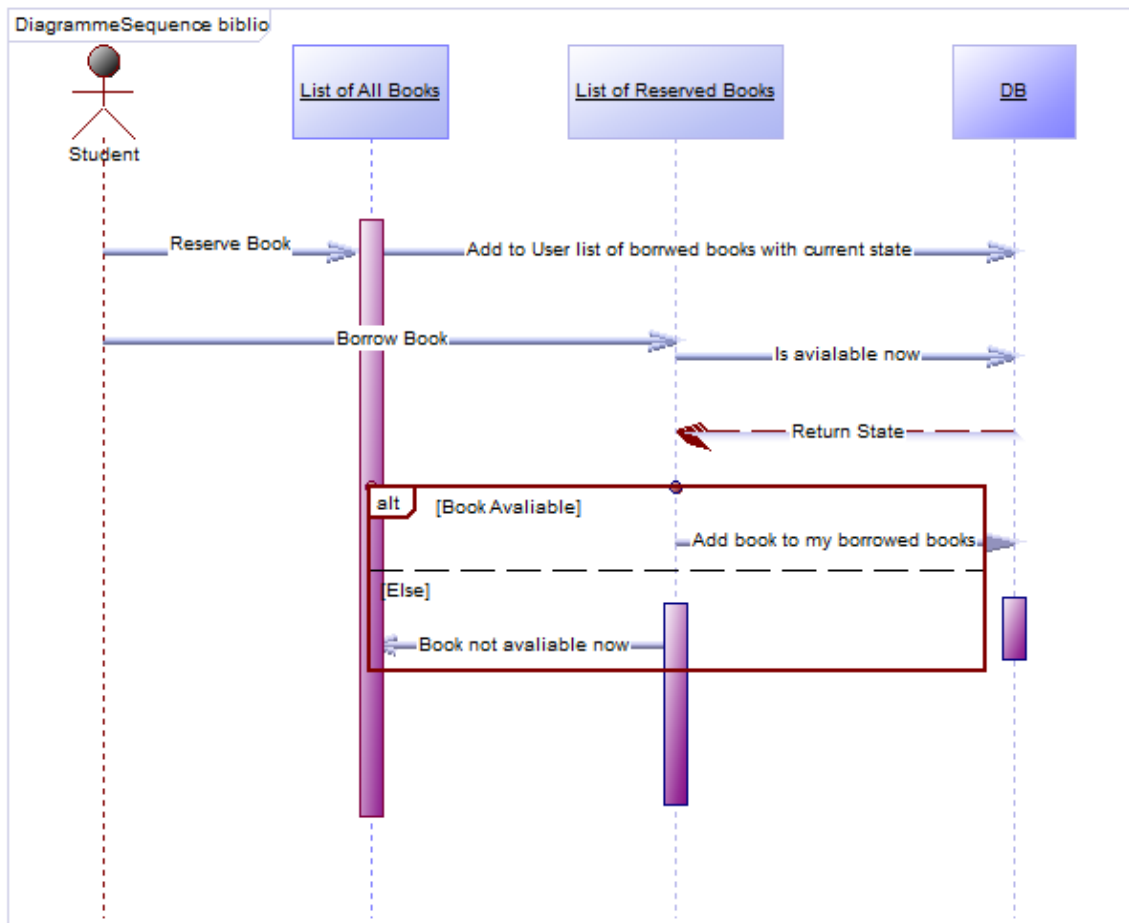 DiagrammeSequence biblio
List of All Books
List of Reserved Books
DB
Student
Reserve Book
Add to User list of borrwed books with current state
Borrow Book
Is avialable now
Return State
alt
[Book Avaliable]
Add book to my borrowed books
[Else]
Book not avaliable now